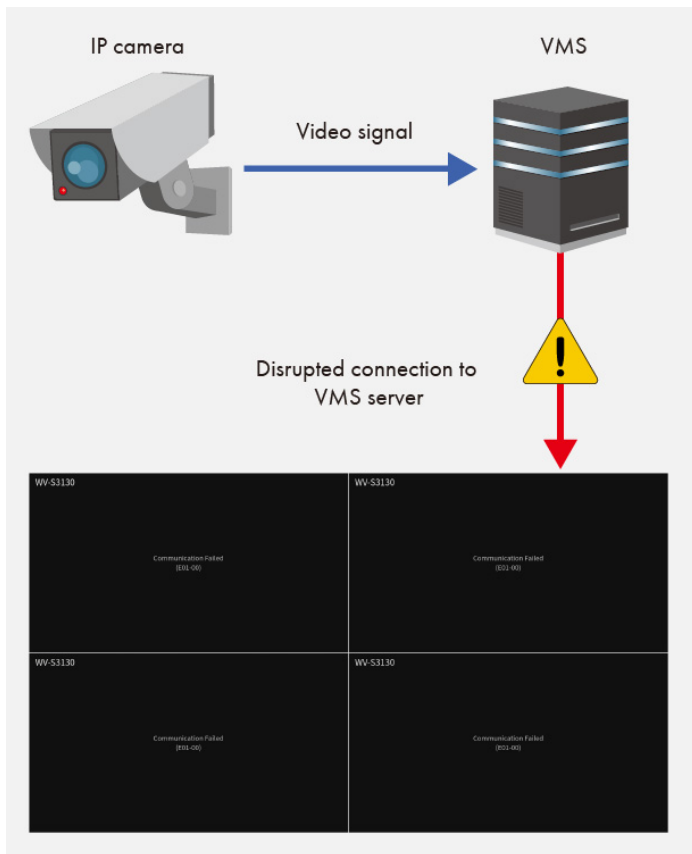 IP camera
VMS
Video signal
Disrupted connection to
VMS server
WV-S3130
WV-S3130
Communication Failed
(E01-00)
Communication Failed
(E01-00)
WV-S3130
WV-S3130
Communication Failed
(E01-00)
Communication Failed
(E01-00)